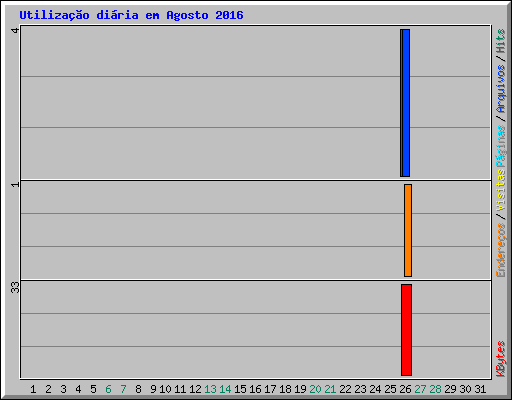 Utilização diária em Agosto 2016
4
1
33
1 2 3 4 5 6 7 8 9 10 11 12 13 14 15 16 17 18 19 20 21 22 23 24 25 26 27 28 29 30 31
KBytes
Endereços / Visitas
Páginas / Arquivos / Hits